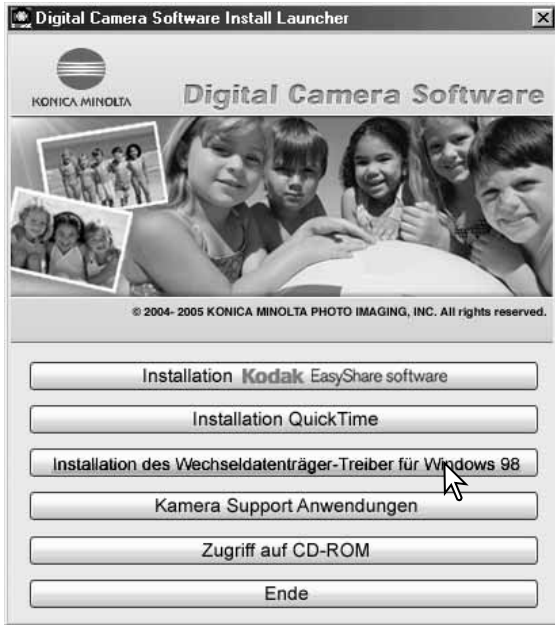 Digital Camera Software Install Launcher
KONICA MINOLTA
Digital Camera Software
© 2004- 2005 KONICA MINOLTA PHOTO IMAGING, INC. All rights reserved.
Installation Kodak EasyShare software
Installation QuickTime
Installation des Wechseldatenträger-Treiber für Windows 98
Kamera Support Anwendungen
Zugriff auf CD-ROM
Ende